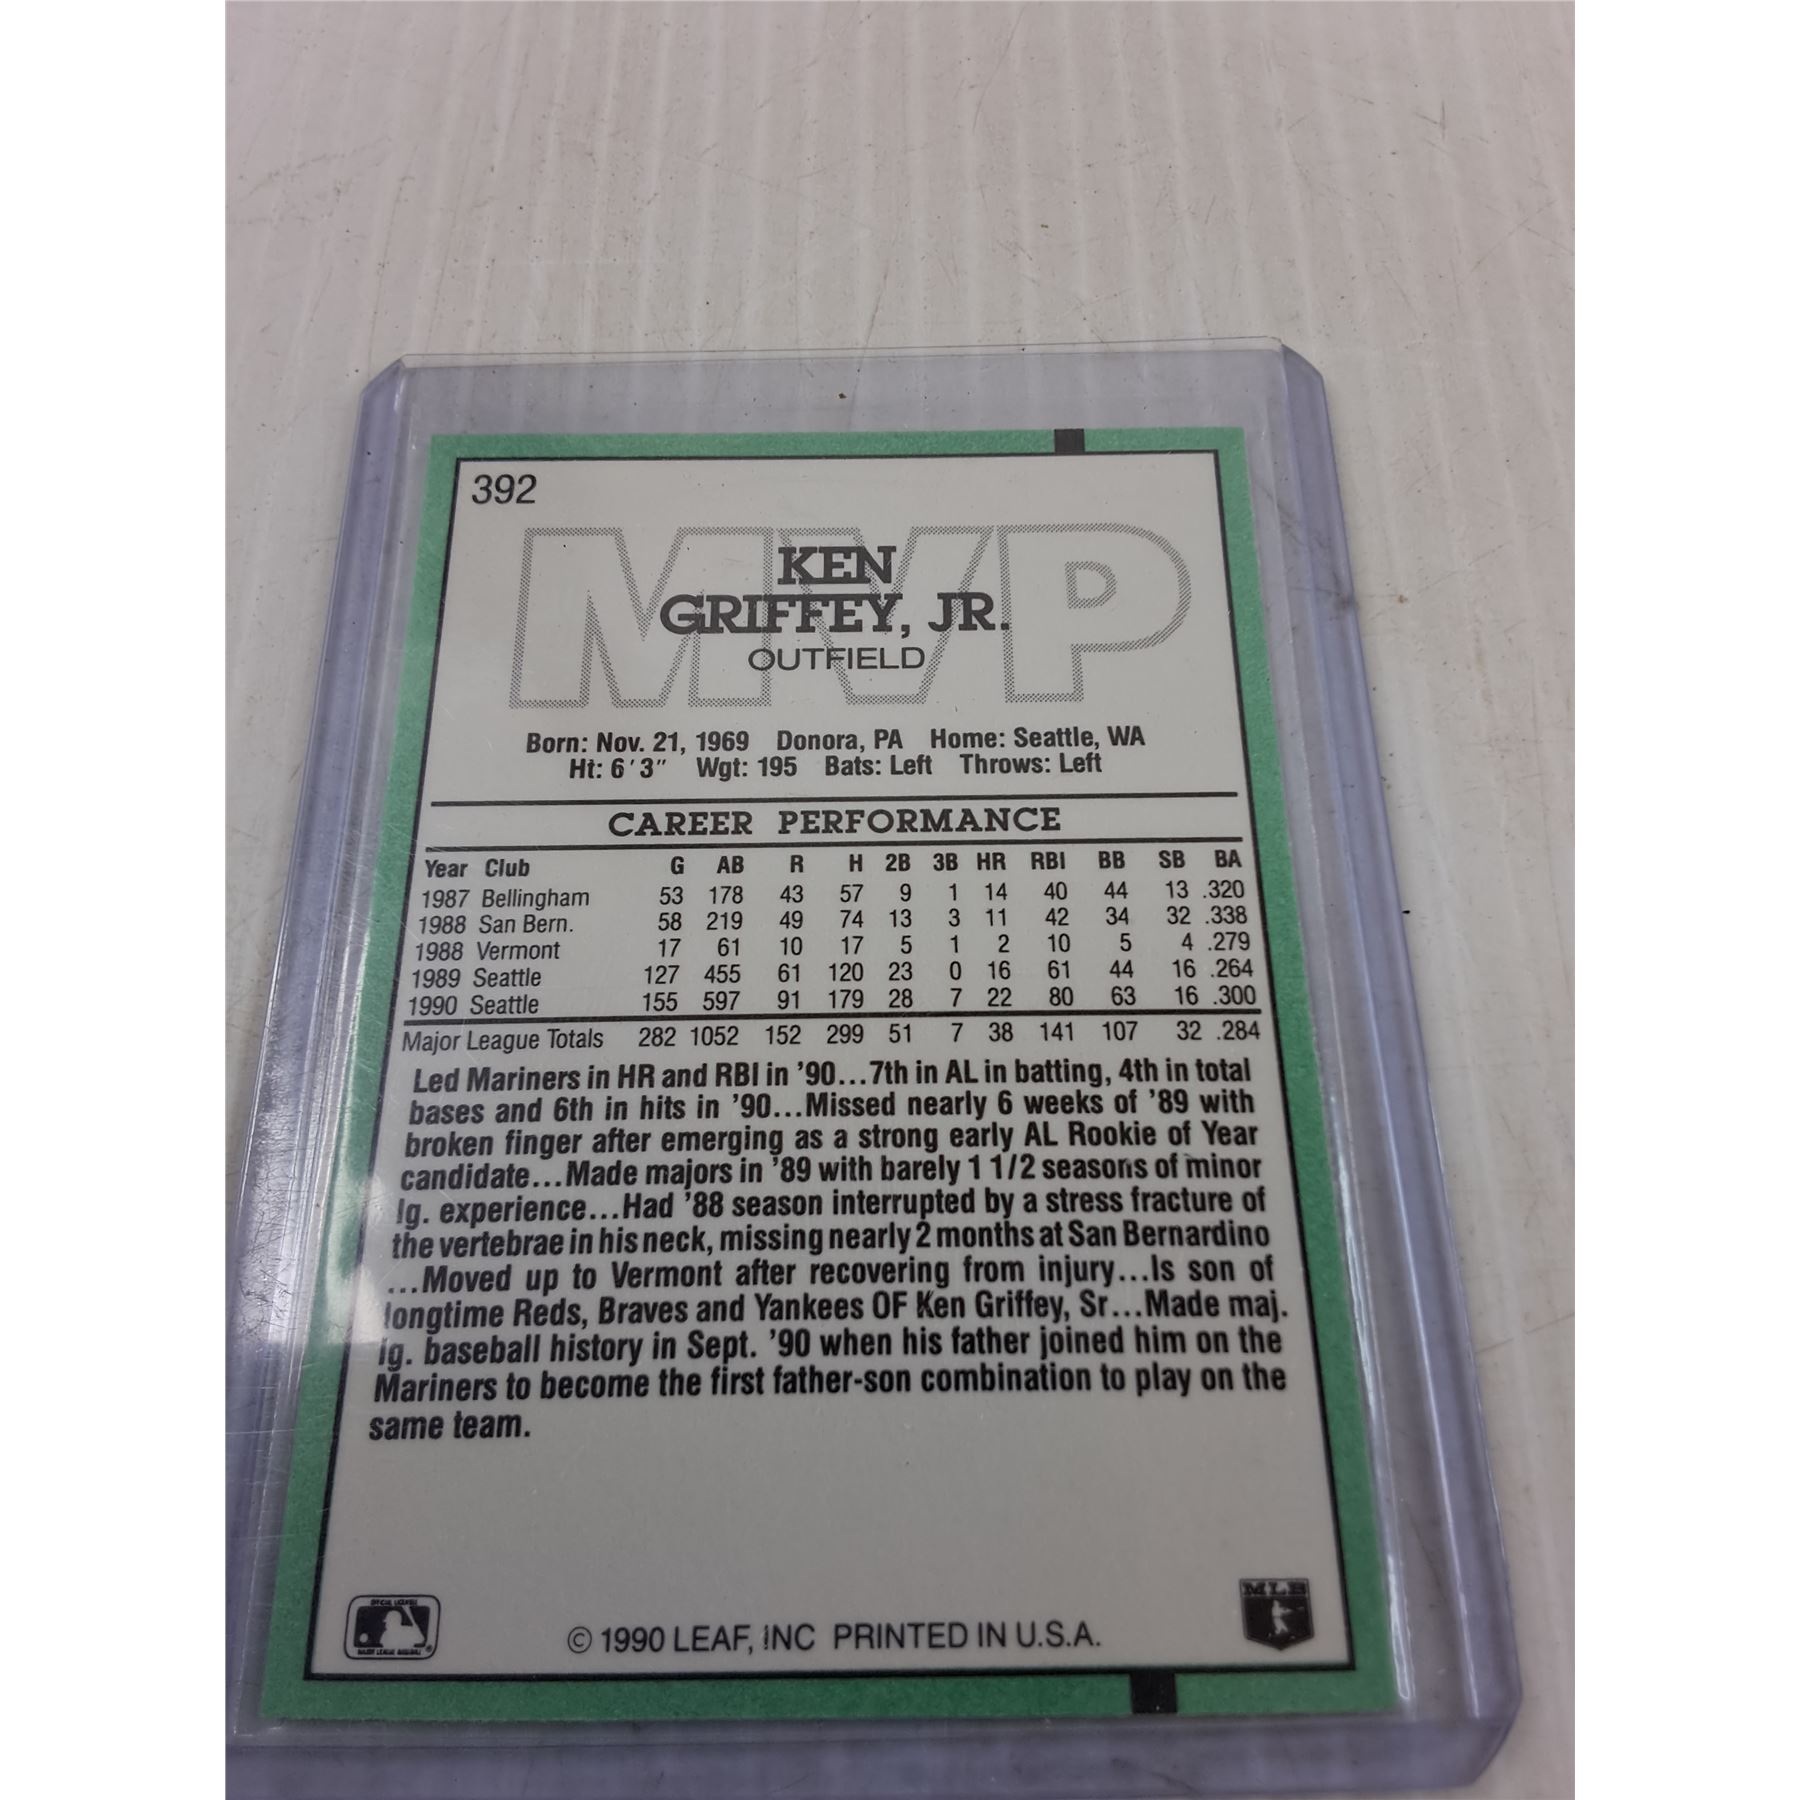 392
MVP
KEN
GRIFFEY, JR.
OUTFIELD
Born: Nov. 21, 1969 Donora, PA Home: Seattle, WA
Ht: 6'3" Wgt: 195 Bats: Left Throws: Left
CAREER PERFORMANCE
Year Club G AB R H 2B 3B HR RBI BB SB BA
1987 Bellingham 53 178 43 57 9 1 14 40 44 13 .320
1988 San Bern. 58 219 49 74 13 3 11 42 34 32 .338
1988 Vermont 17 61 10 17 5 1 2 10 5 4 .279
1989 Seattle 127 455 61 120 23 0 16 61 44 16 .264
1990 Seattle 155 597 91 179 28 7 22 80 63 16 .300
Major League Totals 282 1052 152 299 51 7 38 141 107 32 .284
Led Mariners in HR and RBI in '90...7th in AL in batting, 4th in total
bases and 6th in hits in '90...Missed nearly 6 weeks of '89 with
broken finger after emerging as a strong early AL Rookie of Year
candidate...Made majors in '89 with barely 1 1/2 seasons of minor
lg. experience...Had '88 season interrupted by a stress fracture of
the vertebrae in his neck, missing nearly 2 months at San Bernardino
...Moved up to Vermont after recovering from injury...Is son of
longtime Reds, Braves and Yankees OF Ken Griffey, Sr...Made maj.
lg. baseball history in Sept. '90 when his father joined him on the
Mariners to become the first father-son combination to play on the
same team.
MLB
© 1990 LEAF, INC PRINTED IN U.S.A.